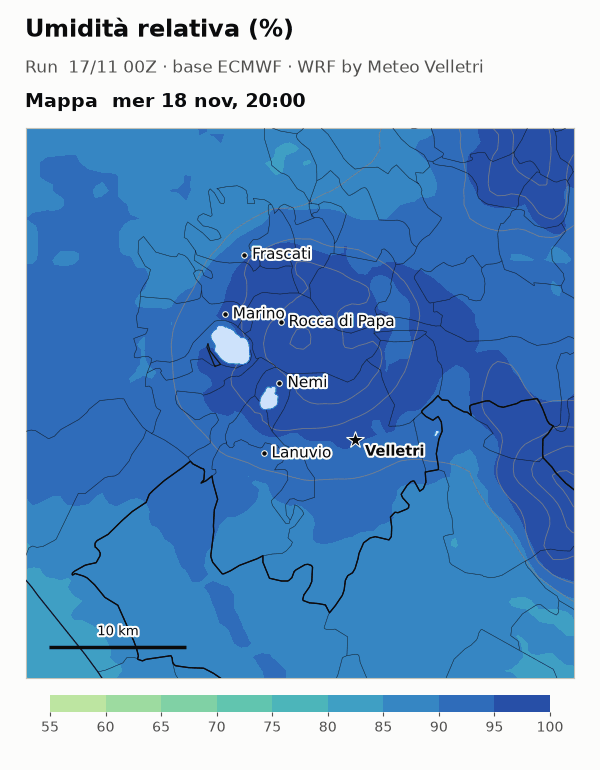 Umidità relativa (%)
Run  17/11 00Z · base ECMWF · WRF by Meteo Velletri
Mappa  mer 18 nov, 20:00
Frascati
Marino
Rocca di Papa
Nemi
Velletri
Lanuvio
10 km
55 60 65 70 75 80 85 90 95 100